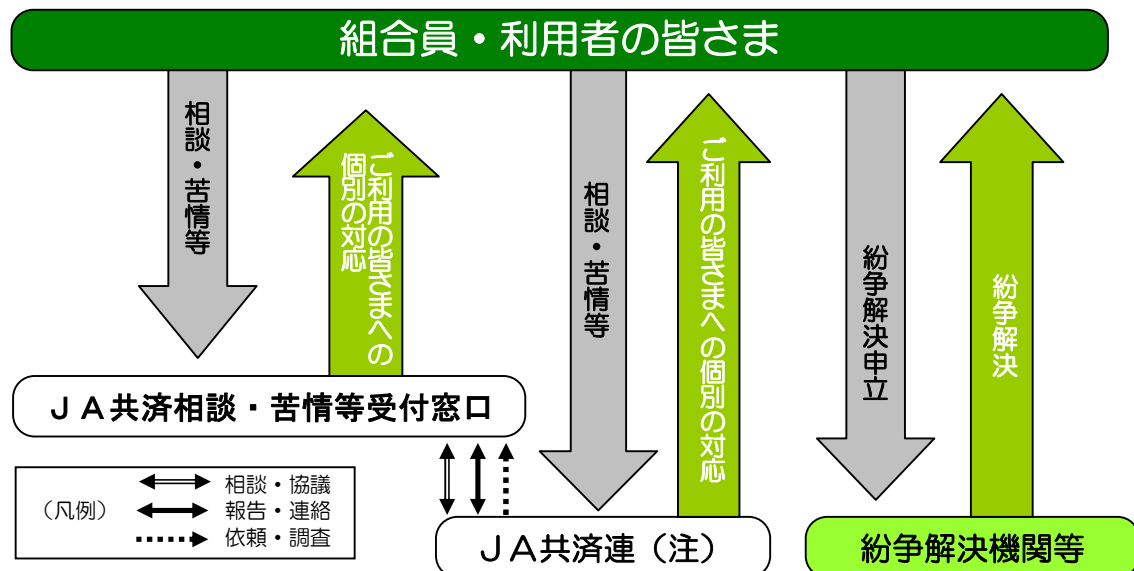 組合員・利用者の皆さま
相談・苦情等
ご利用の皆さまへの
個別の対応
相談・苦情等
ご利用の皆さまへの個別の対応
紛争解決申立
紛争解決
ＪＡ共済相談・苦情等受付窓口
（凡例）
相談・協議
報告・連絡
依頼・調査
ＪＡ共済連（注）
紛争解決機関等